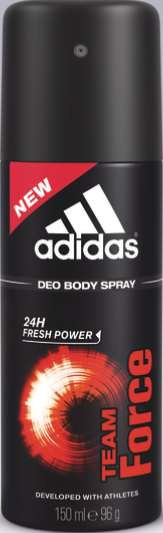 NEW
adidas
DEO BODY SPRAY
24H
FRESH POWER
TEAM
Force
DEVELOPED WITH ATHLETES
150 ml e 96 g